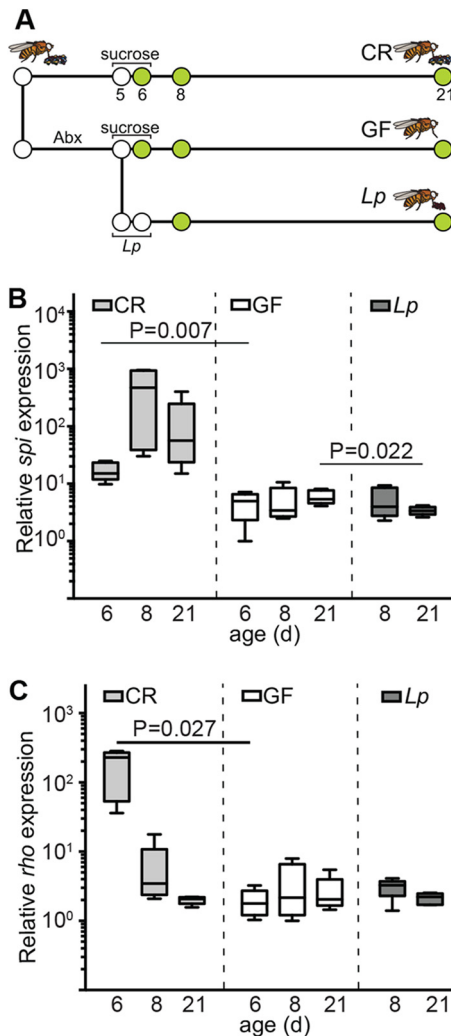 A
sucrose
CR
5 6 8 21
Abx
sucrose
GF
Lp
Lp
B
Relative spi expression
10⁴
10³
10²
10¹
10⁰
CR GF Lp
P=0.007
P=0.022
6 8 21 6 8 21 8 21
age (d)
C
Relative rho expression
10³
10²
10¹
10⁰
CR GF Lp
P=0.027
6 8 21 6 8 21 8 21
age (d)